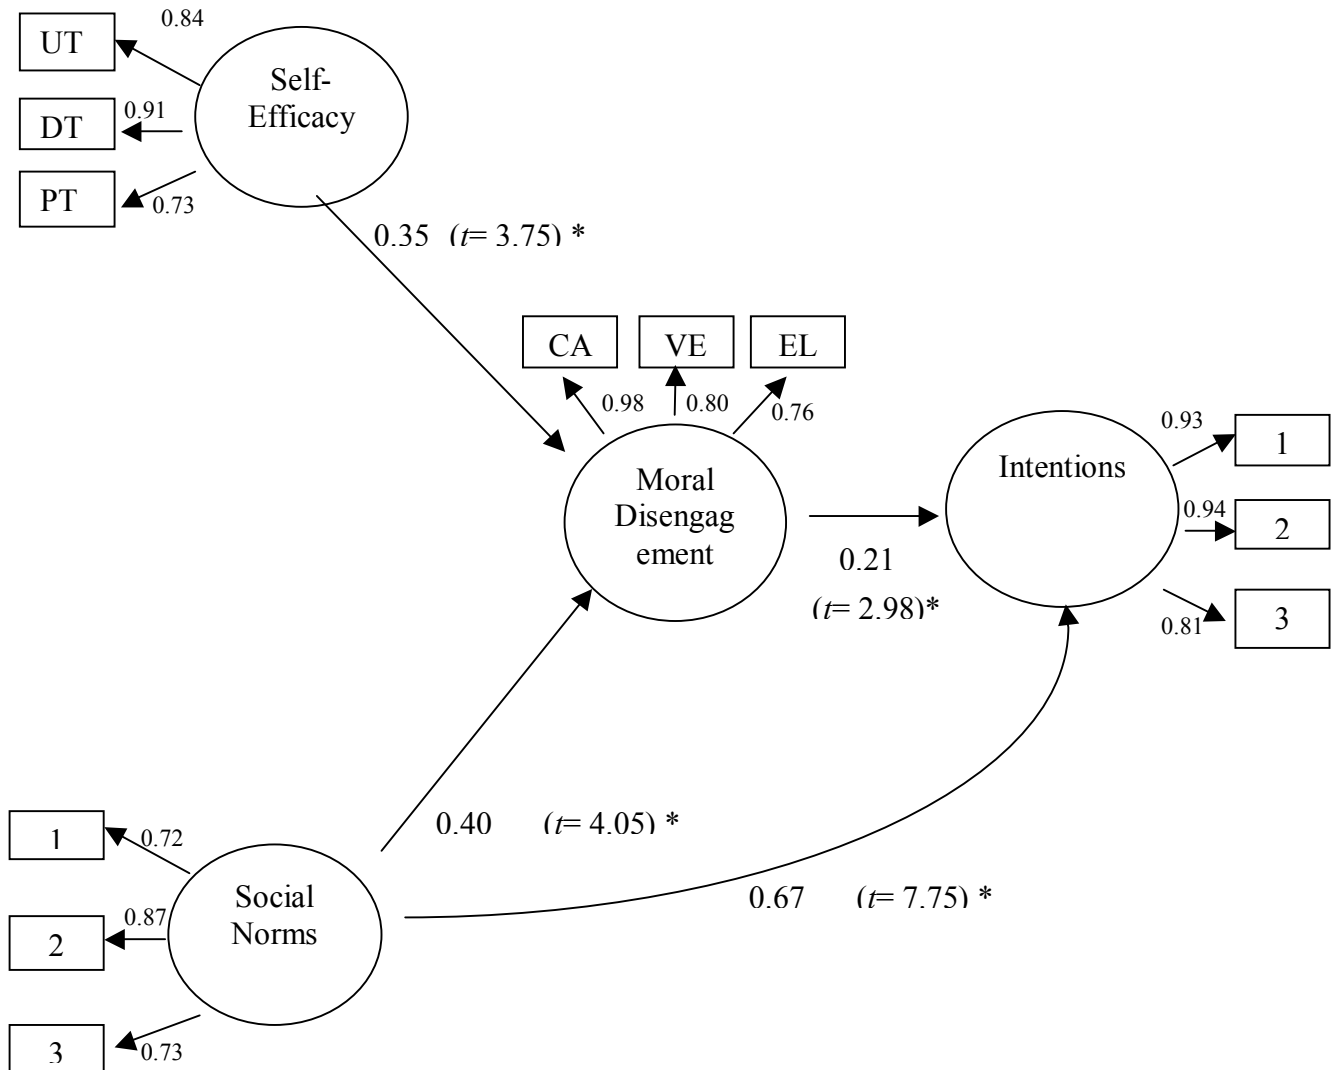 0.84
UT
Self-
Efficacy
0.91
DT
PT
0.73
0.35 (t= 3.75) *
CA
VE
EL
0.98
0.80
0.76
0.93
1
Intentions
Moral
Disengag
ement
0.94
2
0.21
(t= 2.98)*
0.81
3
0.40 (t= 4.05) *
1
0.72
Social
Norms
0.67 (t= 7.75) *
0.87
2
3
0.73